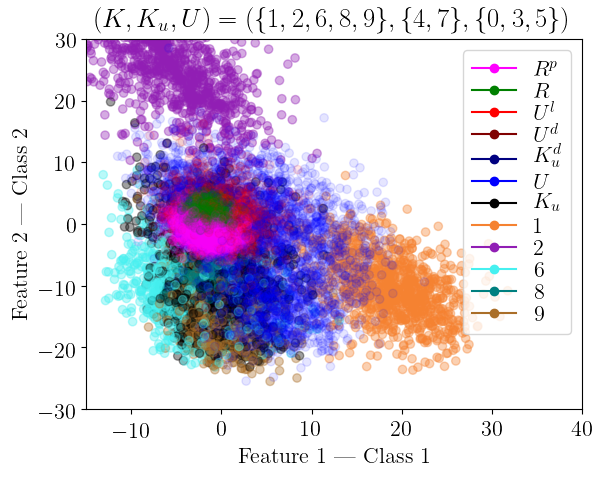 (K, K_u, U) = ({1, 2, 6, 8, 9}, {4, 7}, {0, 3, 5})
30
20
10
0
−10
−20
−30
Feature 2 — Class 2
R^p
R
U^l
U^d
K_u^d
U
K_u
1
2
6
8
9
−10
0
10
20
30
40
Feature 1 — Class 1